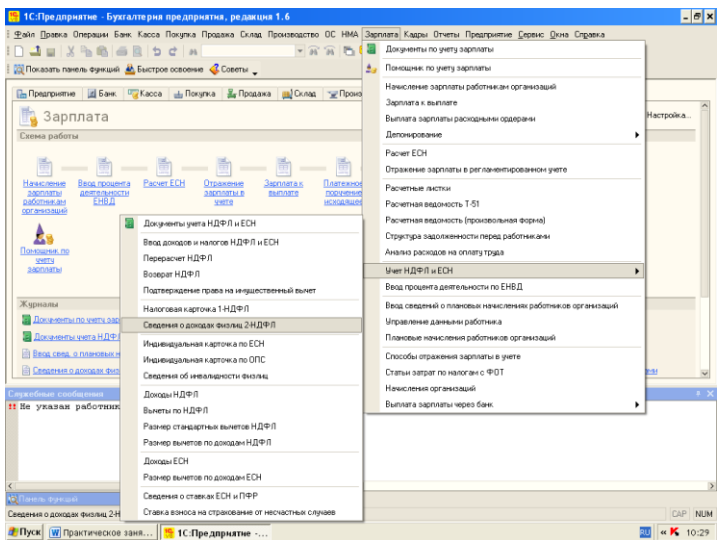 1С:Предприятие - Бухгалтерия предприятия, редакция 1.6
Файл Правка Операции Банк Касса Покупка Продажа Склад Производство ОС НМА Зарплата Кадры Отчеты Предприятие Сервис Окна Справка
Показать панель функций Быстрое освоение Советы
Предприятие Банк Касса Покупка Продажа Склад Произв
Зарплата
Настройка...
Схема работы
Начисление зарплаты работникам организаций
Ввод процента деятельности ЕНВД
Расчет ЕСН
Отражение зарплаты в учете
Зарплата к выплате
Платежное поручение исходящее
Помощник по учету зарплаты
Журналы
Документы по учету зар
Документы учета НДФЛ
Ввод свед. о плановых н
Сведения о доходах физ
Документы по учету зарплаты
Помощник по учету зарплаты
Начисление зарплаты работникам организаций
Зарплата к выплате
Выплата зарплаты расходными ордерами
Депонирование
Расчет ЕСН
Отражение зарплаты в регламентированном учете
Расчетные листки
Расчетная ведомость Т-51
Расчетная ведомость (произвольная форма)
Структура задолженности перед работниками
Анализ расходов на оплату труда
Учет НДФЛ и ЕСН
Ввод процента деятельности по ЕНВД
Ввод сведений о плановых начислениях работников организаций
Управление данными работника
Плановые начисления работников организаций
Способы отражения зарплаты в учете
Статьи затрат по налогам с ФОТ
Начисления организаций
Выплата зарплаты через банк
Документы учета НДФЛ и ЕСН
Ввод доходов и налогов НДФЛ и ЕСН
Перерасчет НДФЛ
Возврат НДФЛ
Подтверждение права на имущественный вычет
Налоговая карточка 1-НДФЛ
Сведения о доходах физлиц 2-НДФЛ
Индивидуальная карточка по ЕСН
Индивидуальная карточка по ОПС
Сведения об инвалидности физлиц
Доходы НДФЛ
Вычеты по НДФЛ
Размер стандартных вычетов НДФЛ
Размер вычетов по доходам НДФЛ
Доходы ЕСН
Размер вычетов по доходам ЕСН
Сведения о ставках ЕСН и ПФР
Ставка взноса на страхование от несчастных случаев
Служебные сообщения
!! Не указан работник
Панель функций
Сведения о доходах физлиц 2-Н
CAP NUM
Пуск Практическое заня... 1С:Предприятие -... RU 10:29